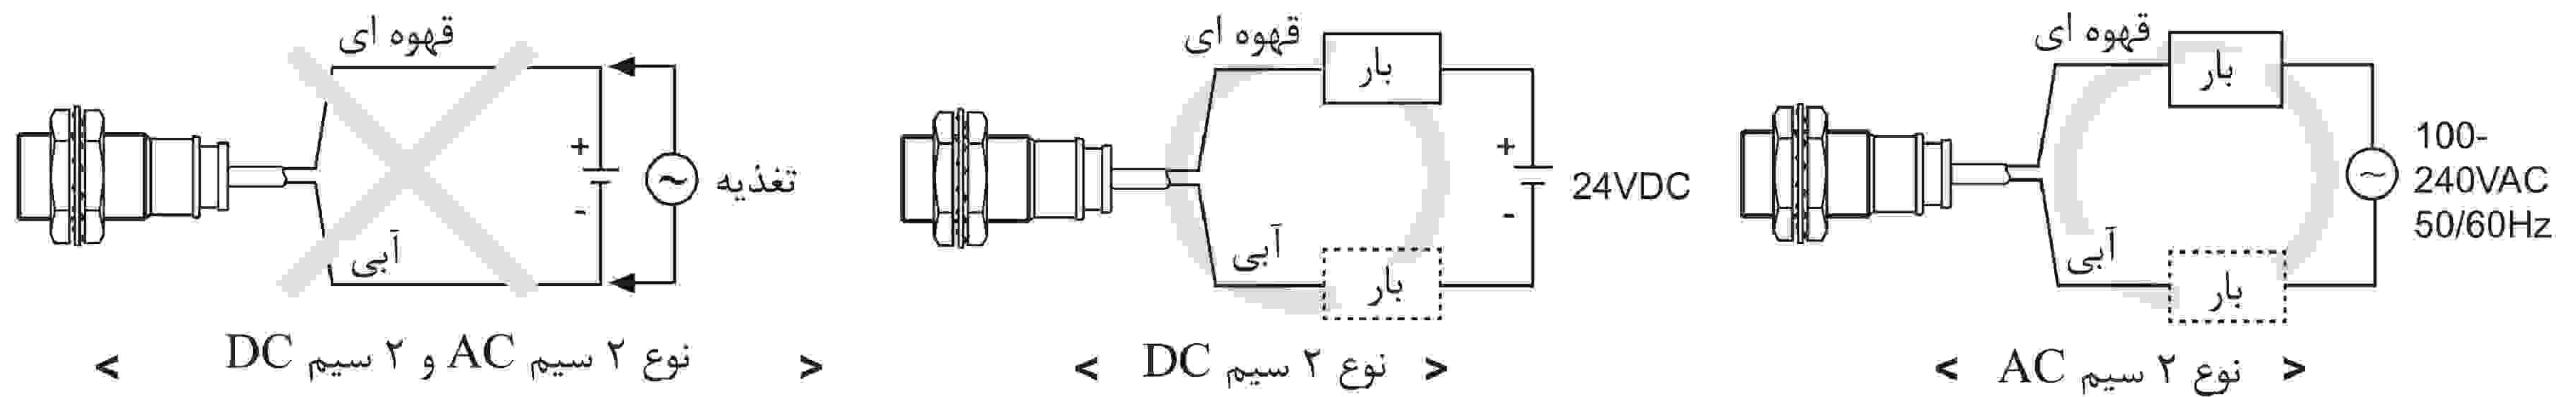 قهوه ای
+
-
تغذیه
آبی
< نوع ۲ سیم AC و ۲ سیم DC >
قهوه ای
بار
+
-
24VDC
آبی
بار
< نوع ۲ سیم DC >
قهوه ای
بار
~
100-
240VAC
50/60Hz
آبی
بار
< نوع ۲ سیم AC >